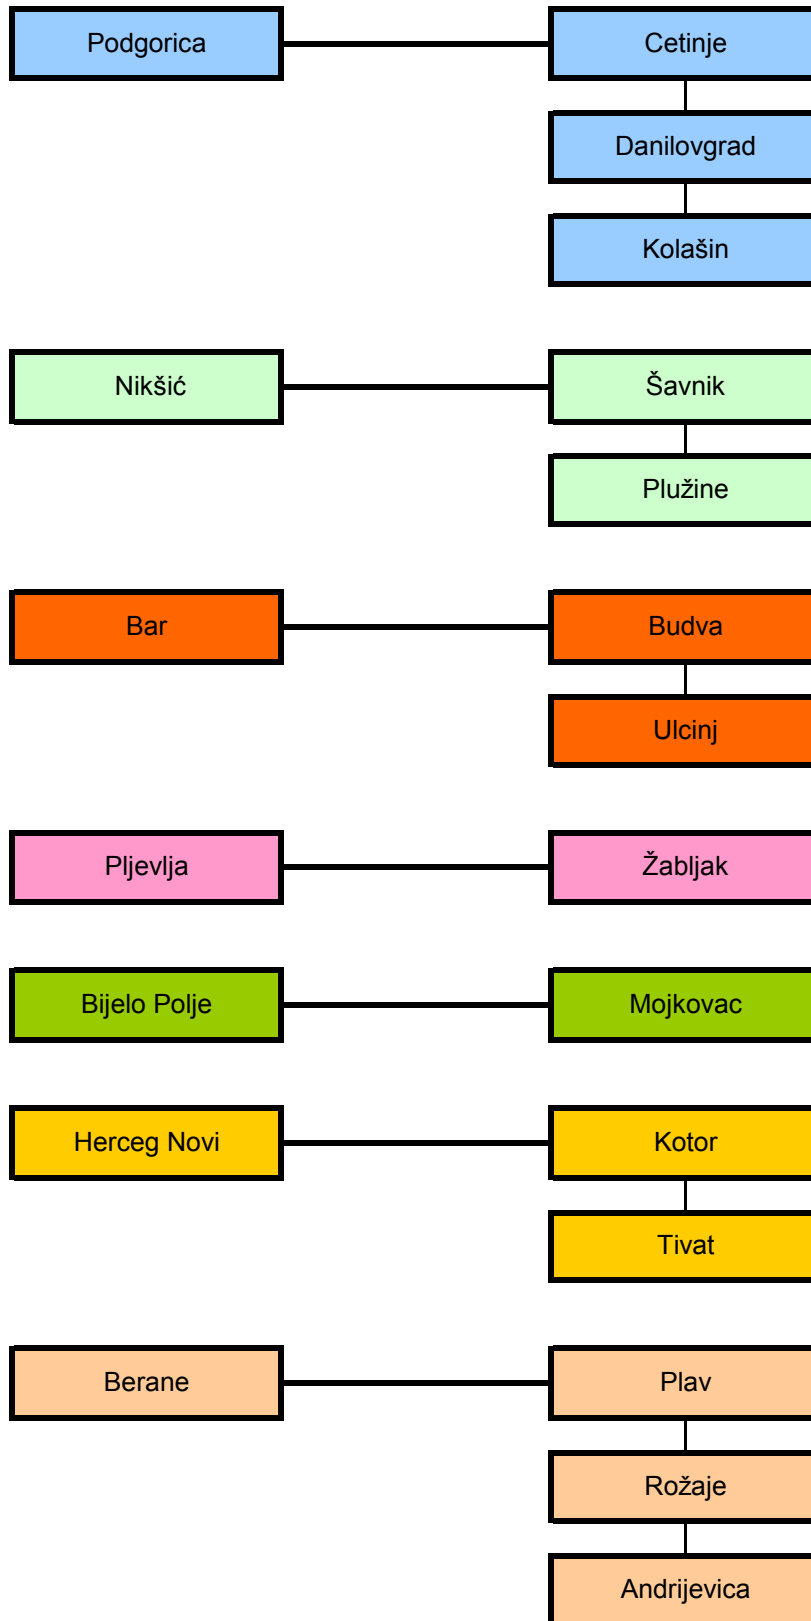 Podgorica
Cetinje
Danilovgrad
Kolašin
Nikšić
Šavnik
Plužine
Bar
Budva
Ulcinj
Pljevlja
Žabljak
Bijelo Polje
Mojkovac
Herceg Novi
Kotor
Tivat
Berane
Plav
Rožaje
Andrijevica